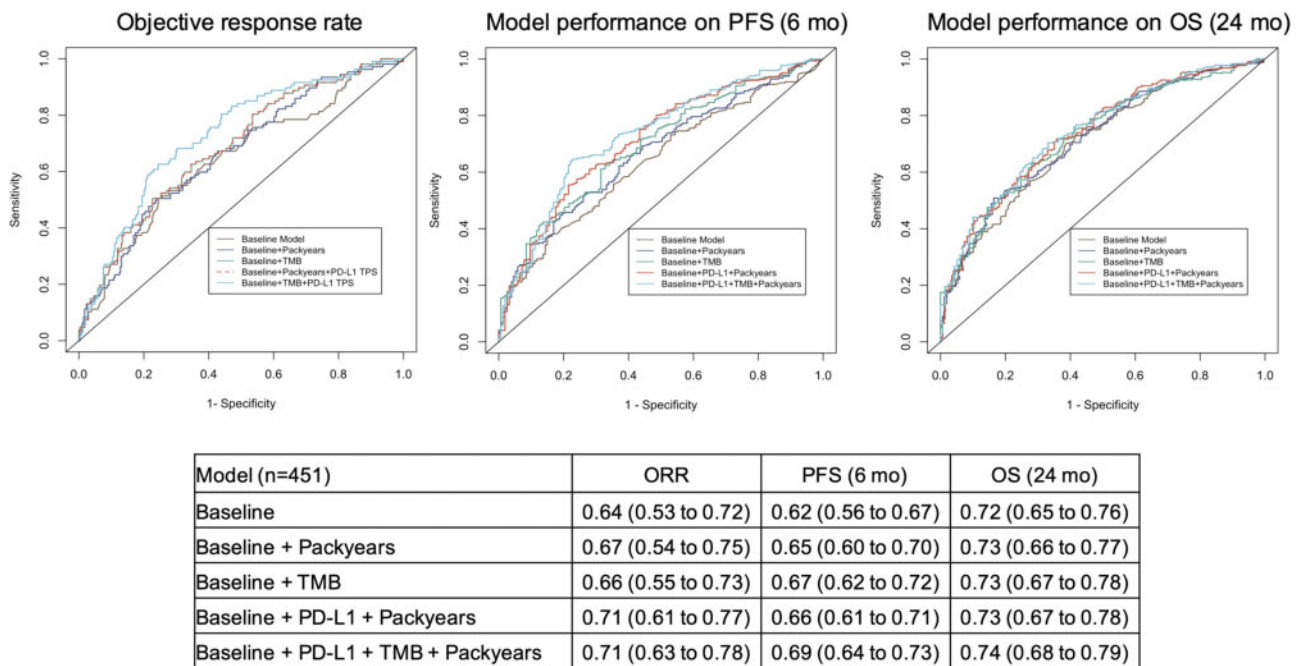 Objective response rate
Model performance on PFS (6 mo)
Model performance on OS (24 mo)
Sensitivity
1.0
0.8
0.6
0.4
0.2
0.0
Baseline Model
Baseline+Packyears
Baseline+TMB
Baseline+Packyears+PD-L1 TPS
Baseline+TMB+PD-L1 TPS
0.0 0.2 0.4 0.6 0.8 1.0
1- Specificity
Sensitivity
1.0
0.8
0.6
0.4
0.2
0.0
Baseline Model
Baseline+Packyears
Baseline+TMB
Baseline+PD-L1+Packyears
Baseline+PD-L1+TMB+Packyears
0.0 0.2 0.4 0.6 0.8 1.0
1 - Specificity
Sensitivity
1.0
0.8
0.6
0.4
0.2
0.0
Baseline Model
Baseline+Packyears
Baseline+TMB
Baseline+PD-L1+Packyears
Baseline+PD-L1+TMB+Packyears
0.0 0.2 0.4 0.6 0.8 1.0
1 - Specificity
Model (n=451) ORR PFS (6 mo) OS (24 mo)
Baseline 0.64 (0.53 to 0.72) 0.62 (0.56 to 0.67) 0.72 (0.65 to 0.76)
Baseline + Packyears 0.67 (0.54 to 0.75) 0.65 (0.60 to 0.70) 0.73 (0.66 to 0.77)
Baseline + TMB 0.66 (0.55 to 0.73) 0.67 (0.62 to 0.72) 0.73 (0.67 to 0.78)
Baseline + PD-L1 + Packyears 0.71 (0.61 to 0.77) 0.66 (0.61 to 0.71) 0.73 (0.67 to 0.78)
Baseline + PD-L1 + TMB + Packyears 0.71 (0.63 to 0.78) 0.69 (0.64 to 0.73) 0.74 (0.68 to 0.79)